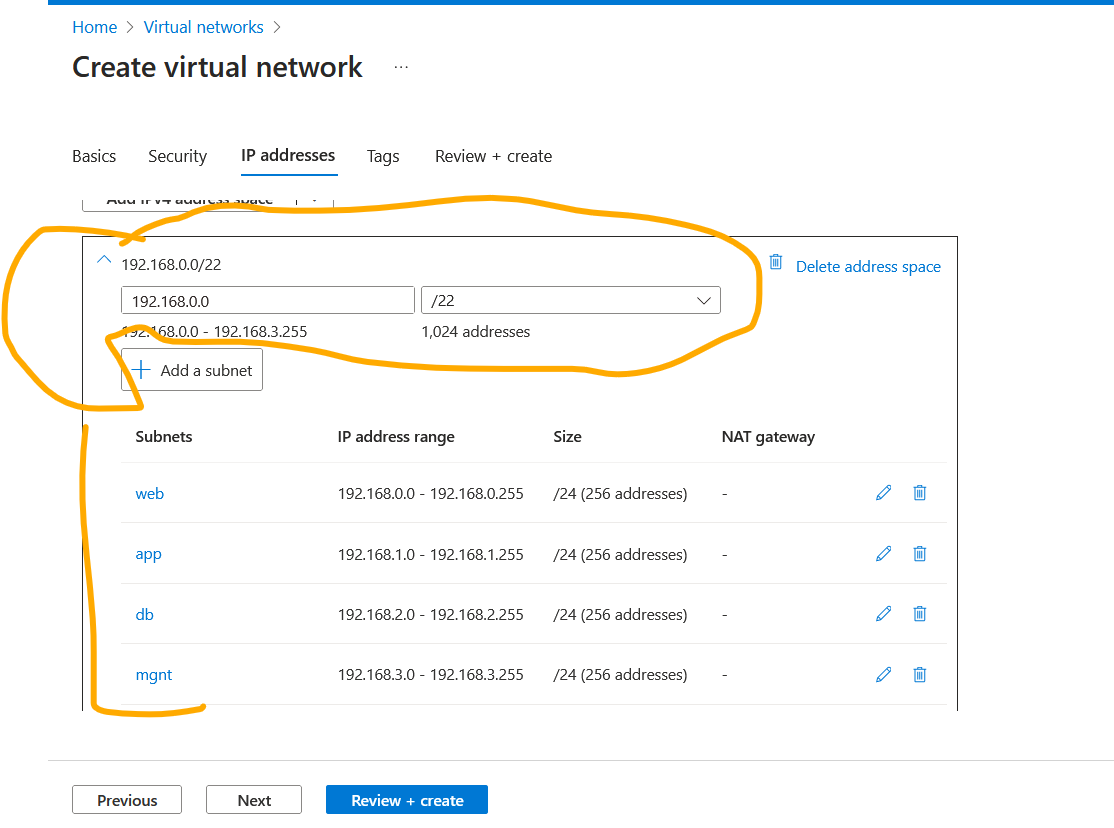 Home > Virtual networks >
Create virtual network ...
Basics Security IP addresses Tags Review + create
Add IPv4 address space
192.168.0.0/22 Delete address space
192.168.0.0 /22
192.168.0.0 - 192.168.3.255 1,024 addresses
+ Add a subnet
Subnets IP address range Size NAT gateway
web 192.168.0.0 - 192.168.0.255 /24 (256 addresses) -
app 192.168.1.0 - 192.168.1.255 /24 (256 addresses) -
db 192.168.2.0 - 192.168.2.255 /24 (256 addresses) -
mgnt 192.168.3.0 - 192.168.3.255 /24 (256 addresses) -
Previous Next Review + create